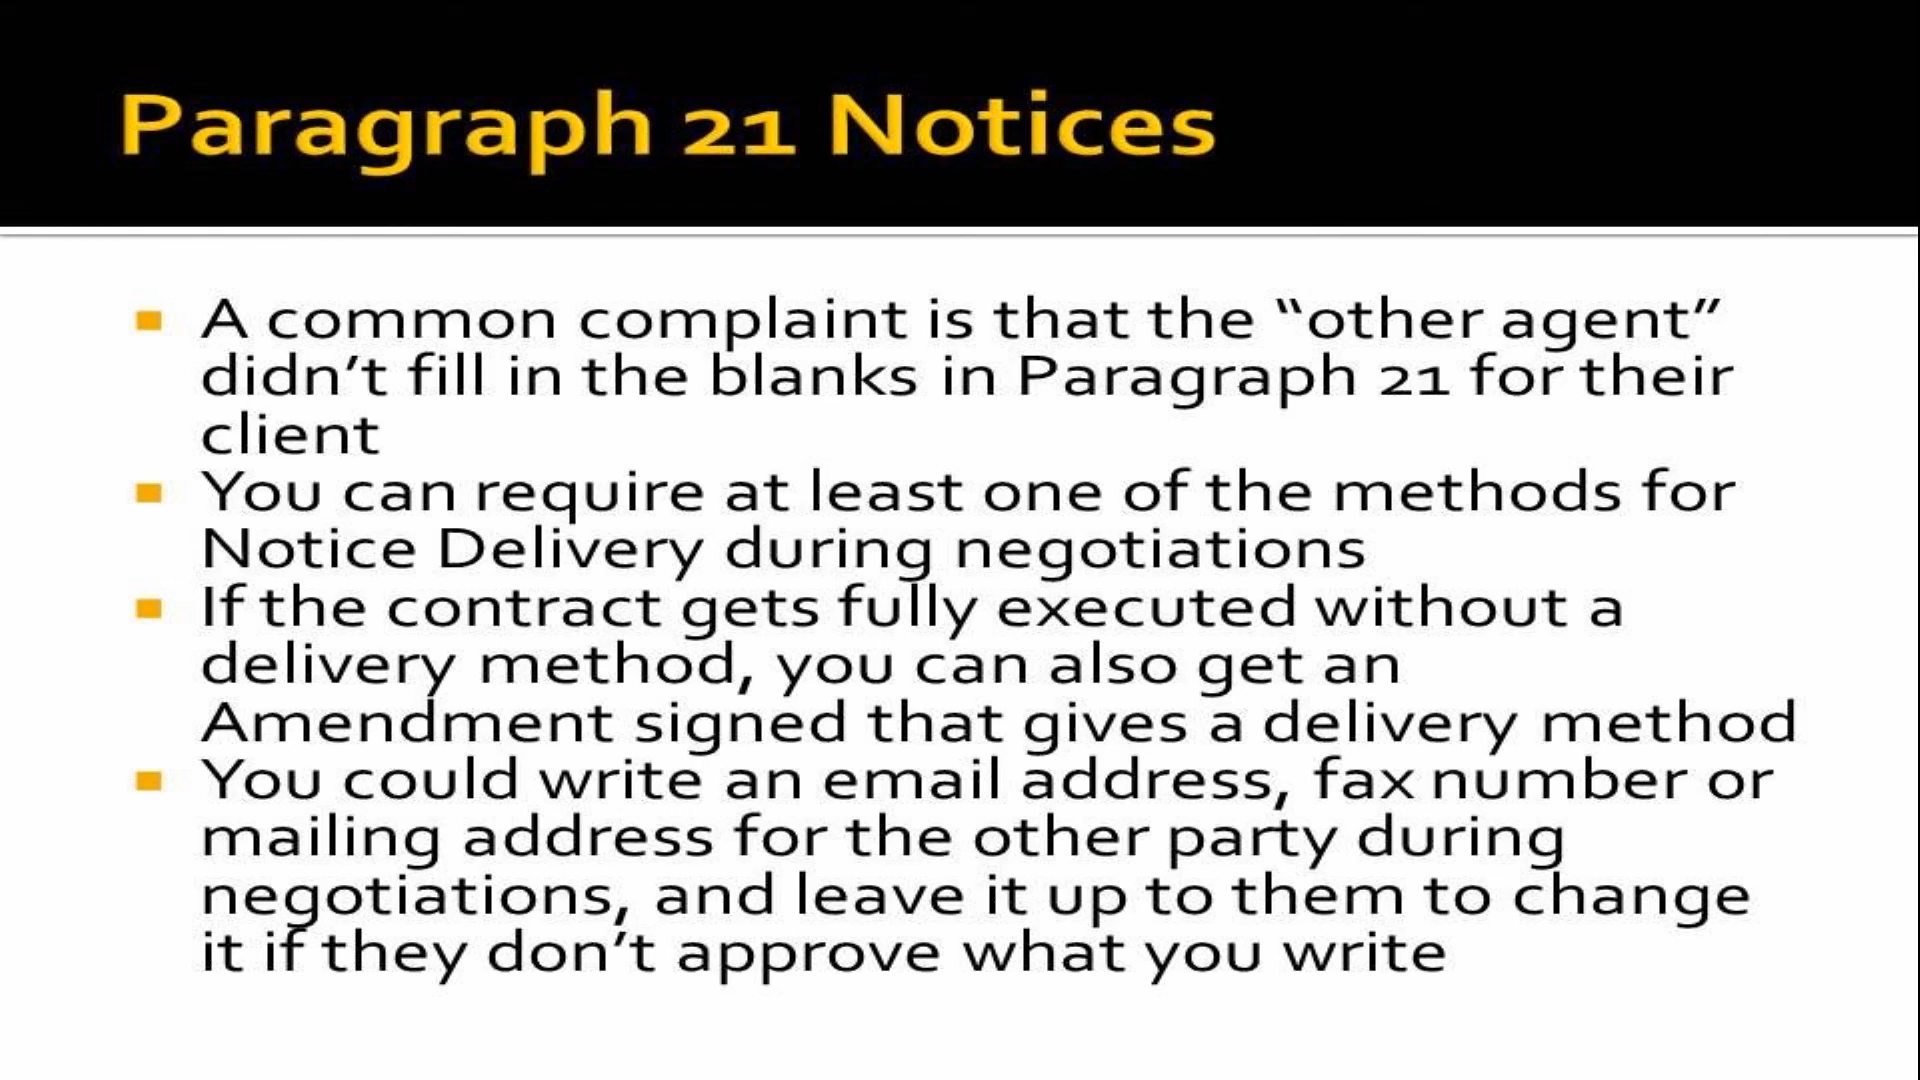 Paragraph 21 Notices
A common complaint is that the “other agent”
didn’t fill in the blanks in Paragraph 21 for their
client
You can require at least one of the methods for
Notice Delivery during negotiations
If the contract gets fully executed without a
delivery method, you can also get an
Amendment signed that gives a delivery method
You could write an email address, fax number or
mailing address for the other party during
negotiations, and leave it up to them to change
it if they don’t approve what you write